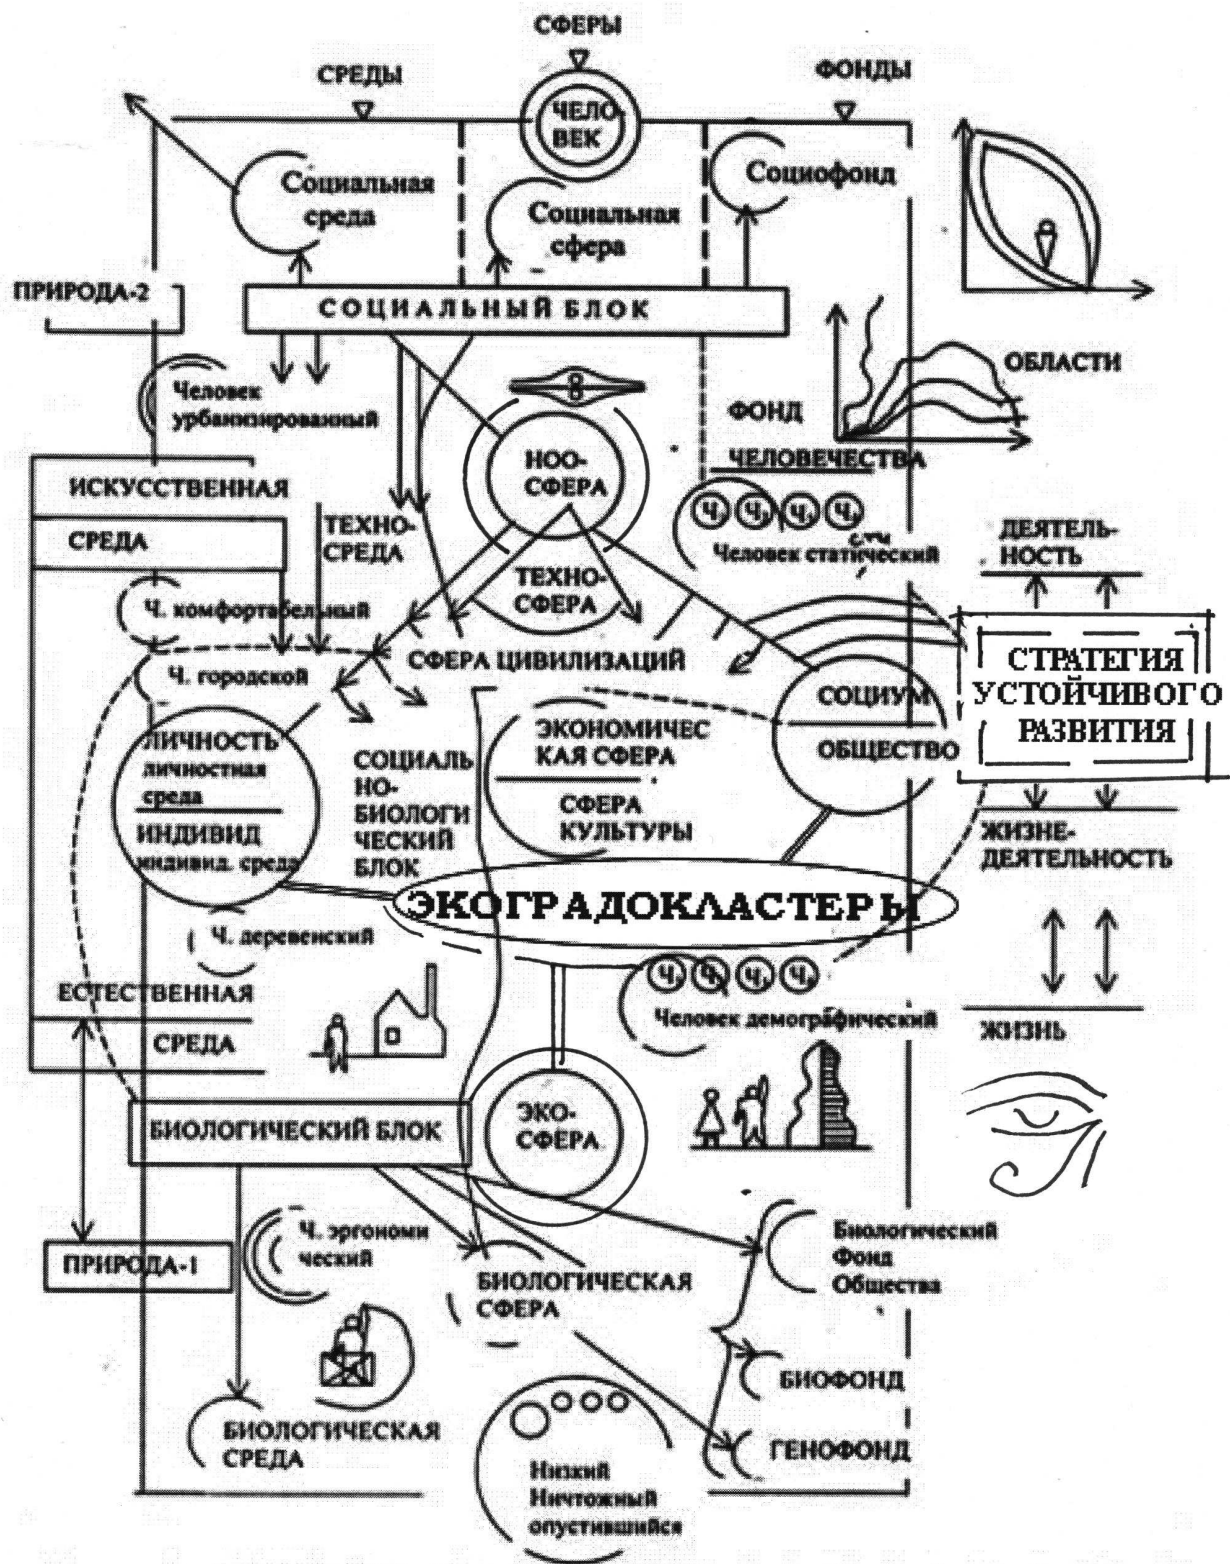 СФЕРЫ
СРЕДЫ
ФОНДЫ
ЧЕЛО-
ВЕК
Социальная
среда
Социальная
сфера
Социофонд
ПРИРОДА-2
СОЦИАЛЬНЫЙ БЛОК
ОБЛАСТИ
Человек
урбанизированный
ФОНД
ЧЕЛОВЕЧЕСТВА
НОО-
СФЕРА
ИСКУССТВЕННАЯ
СРЕДА
ТЕХНО-
СРЕДА
Ч Ч Ч Ч
Человек статический
ДЕЯТЕЛЬ-
НОСТЬ
ТЕХНО-
СФЕРА
Ч. комфортабельный
СФЕРА ЦИВИЛИЗАЦИЙ
Ч. городской
СТРАТЕГИЯ
УСТОЙЧИВОГО
РАЗВИТИЯ
СОЦИУМ
ОБЩЕСТВО
ЛИЧНОСТЬ
личностная
среда
ИНДИВИД
индивид. среда
СОЦИАЛЬ
НО-
БИОЛОГИ
ЧЕСКИЙ
БЛОК
ЭКОНОМИЧЕС
КАЯ СФЕРА
СФЕРА
КУЛЬТУРЫ
ЖИЗНЕ-
ДЕЯТЕЛЬНОСТЬ
ЭКОГРАДОКЛАСТЕРЫ
Ч. деревенский
Ч Ч Ч Ч
Человек демографический
ЕСТЕСТВЕННАЯ
СРЕДА
ЖИЗНЬ
БИОЛОГИЧЕСКИЙ БЛОК
ЭКО-
СФЕРА
Ч. эргономи
ческий
Биологический
Фонд
Общества
ПРИРОДА-1
БИОЛОГИЧЕСКАЯ
СФЕРА
БИОФОНД
БИОЛОГИЧЕСКАЯ
СРЕДА
ГЕНОФОНД
Низкий
Ничтожный
опустившийся